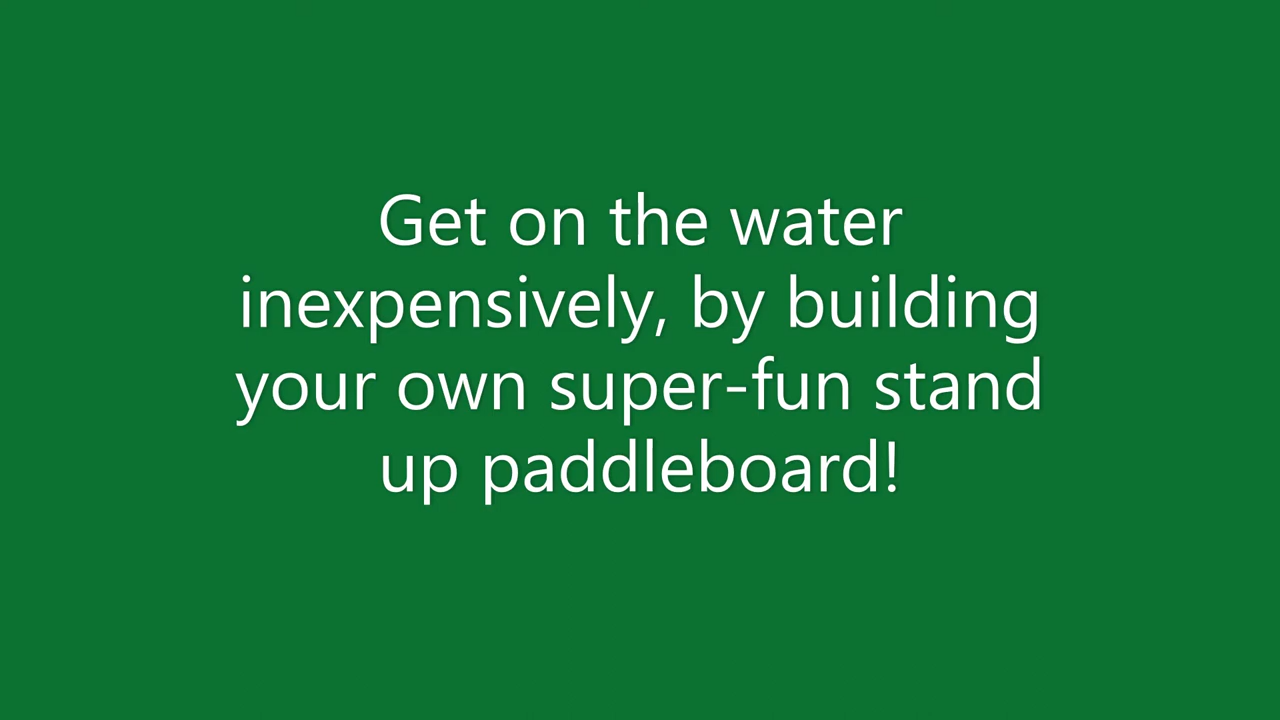 Get on the water
inexpensively, by building
your own super-fun stand
up paddleboard!